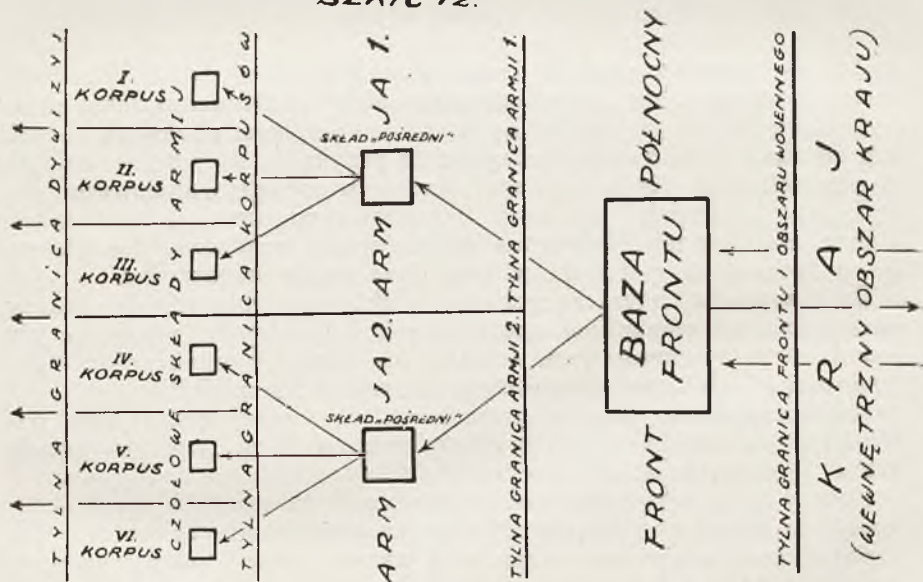 SZKIC 12.
TYLNA GRANICA DYWIZYJ
I. KORPUS
II. KORPUS
III. KORPUS
IV. KORPUS
V. KORPUS
VI. KORPUS
CZOŁOWE SKŁADY ARMIJ
TYLNA GRANICA KORPUSÓW
SKŁAD „POŚREDNI“
SKŁAD „POŚREDNI“
ARMJA 2.
ARMJA 1.
TYLNA GRANICA ARMJI 2.
TYLNA GRANICA ARMJI 1.
FRONT PÓŁNOCNY
BAZA
FRONTU
TYLNA GRANICA FRONTU I OBSZARU WOJENNEGO
KRAJ
(WEWNĘTRZNY OBSZAR KRAJU)